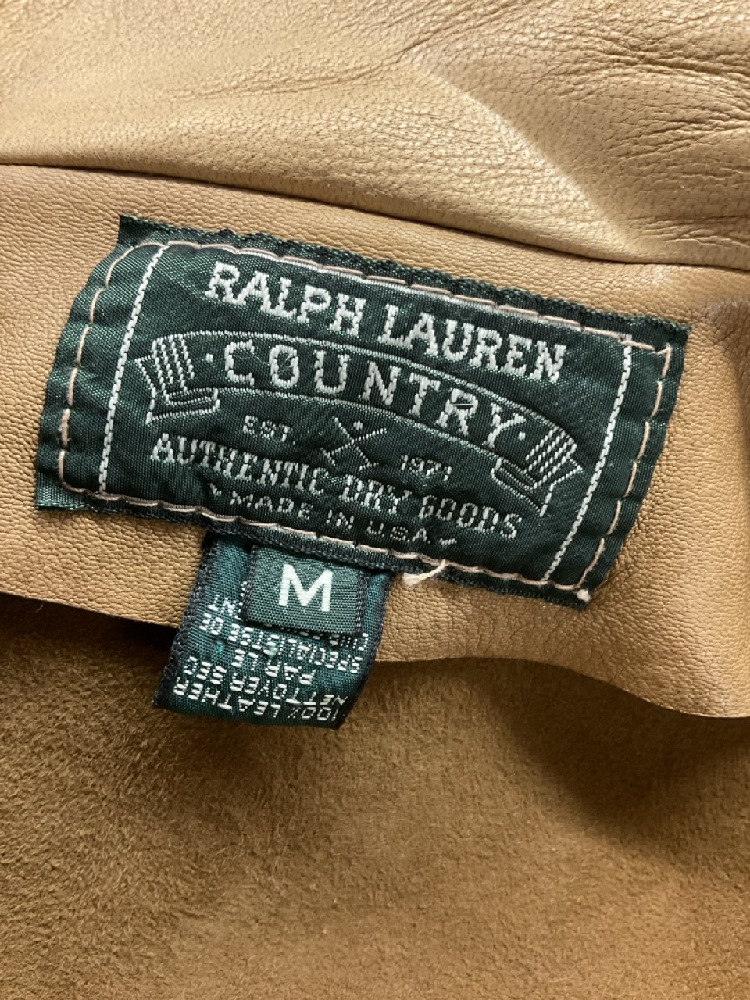 RALPH LAUREN
·COUNTRY·
EST. 1971
AUTHENTIC DRY GOODS
MADE IN U.S.A.
M
SPECIALISTE DE
PAR LE
NETTOYER SEC
100% LEATHER